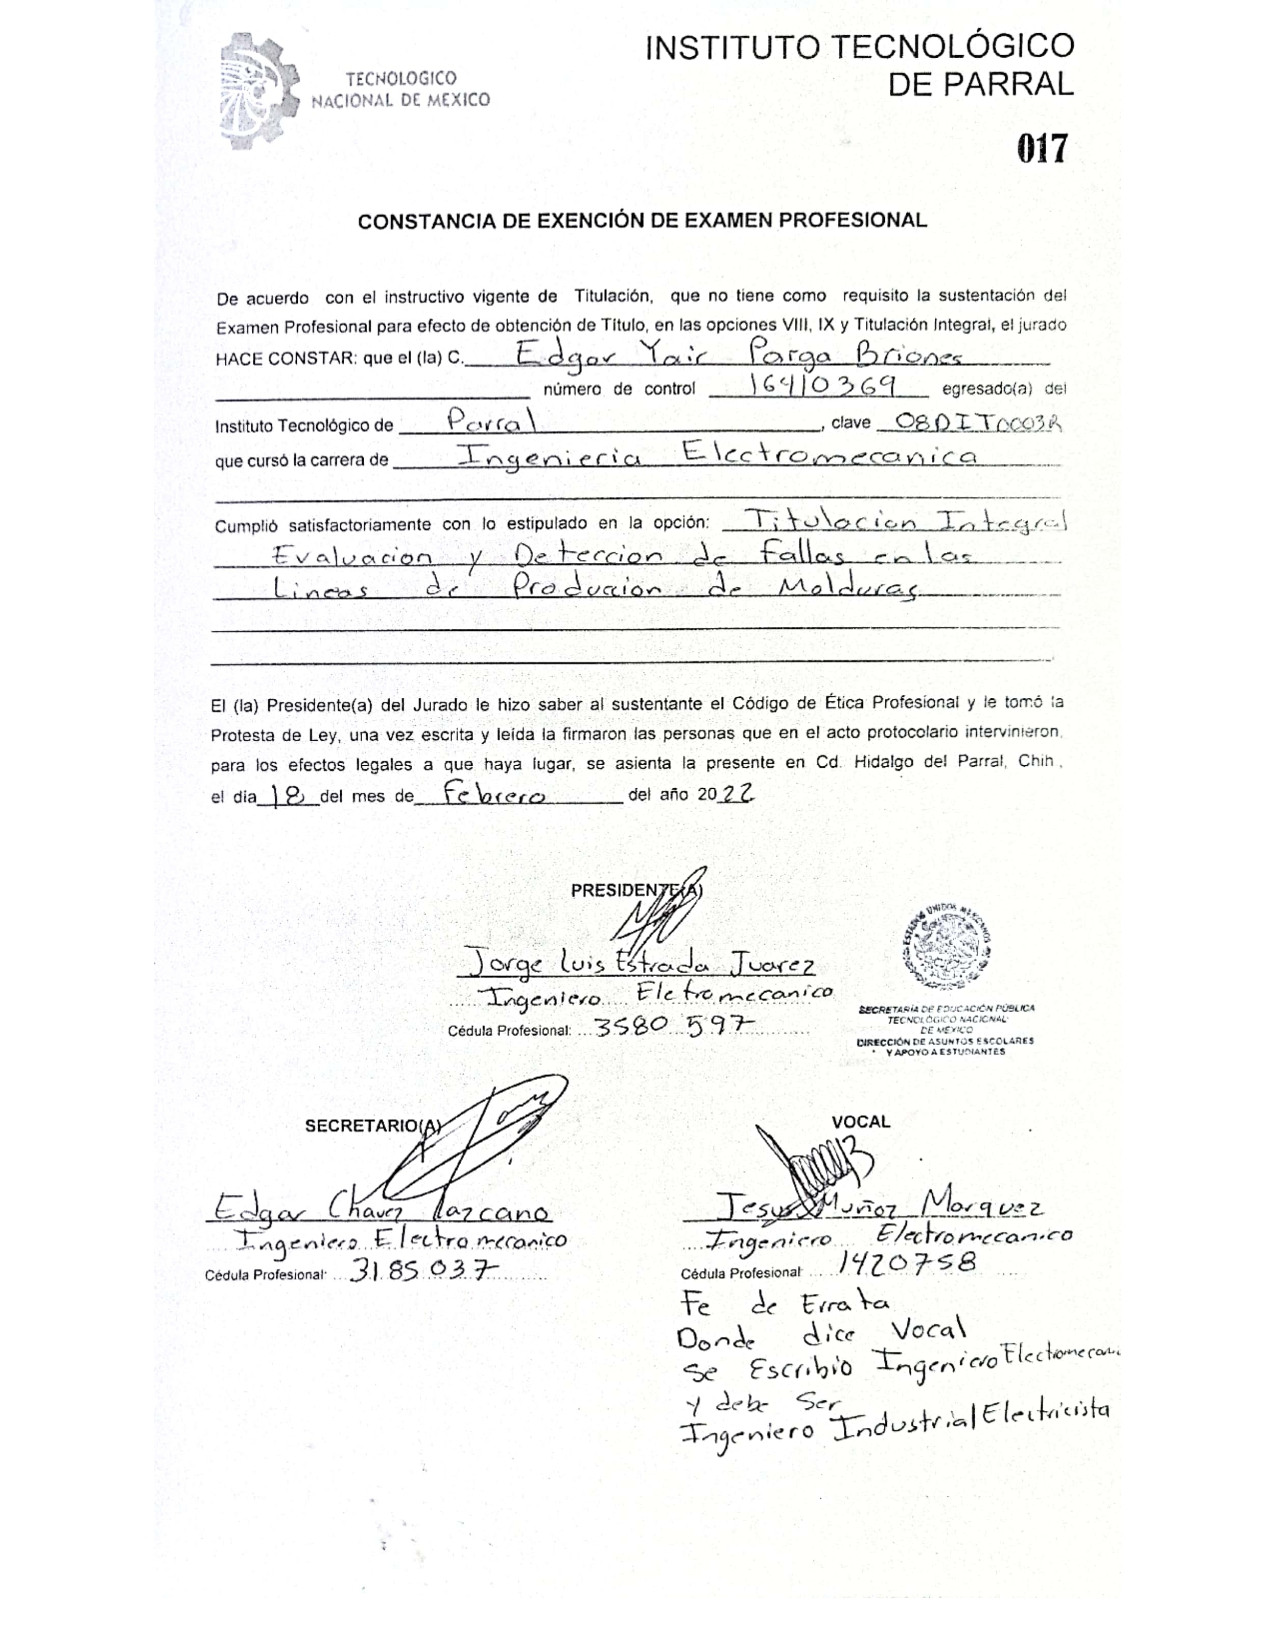 INSTITUTO TECNOLÓGICO
DE PARRAL
TECNOLOGICO
NACIONAL DE MEXICO
017
CONSTANCIA DE EXENCIÓN DE EXAMEN PROFESIONAL
De acuerdo con el instructivo vigente de Titulación, que no tiene como requisito la sustentación del
Examen Profesional para efecto de obtención de Título, en las opciones VIII, IX y Titulación Integral, el jurado
HACE CONSTAR: que el (la) C. Edgar Yair Parga Briones
número de control 16410369 egresado(a) del
Instituto Tecnológico de Parral, clave 08DIT0003R
que cursó la carrera de Ingenieria Electromecanica
Cumplió satisfactoriamente con lo estipulado en la opción: Titulacion Integral
Evaluacion y Deteccion de fallas en las
Lineas de Produccion de Molduras
El (la) Presidente(a) del Jurado le hizo saber al sustentante el Código de Ética Profesional y le tomó la
Protesta de Ley, una vez escrita y leída la firmaron las personas que en el acto protocolario intervinieron,
para los efectos legales a que haya lugar, se asienta la presente en Cd. Hidalgo del Parral, Chih.,
el día 18 del mes de febrero del año 2022
PRESIDENTE(A)
Jorge Luis Estrada Juarez
Ingeniero Eletromecanico
Cédula Profesional: 3580597
ESTADOS UNIDOS MEXICANOS
SECRETARÍA DE EDUCACIÓN PÚBLICA
TECNOLÓGICO NACIONAL
DE MÉXICO
DIRECCIÓN DE ASUNTOS ESCOLARES
Y APOYO A ESTUDIANTES
SECRETARIO(A)
Edgar Chavez Lazcano
Ingeniero Electromecanico
Cédula Profesional: 3185037
VOCAL
Jesus Muñoz Marquez
Ingeniero Electromecanico
Cédula Profesional 1420758
Fe de Errata
Donde dice Vocal
se Escribio Ingeniero Electromecani
y debe Ser
Ingeniero Industrial Electricista